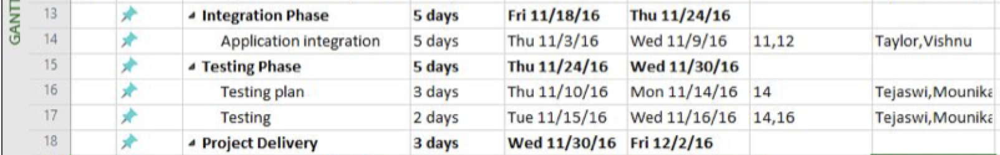 GANTT
13 Integration Phase 5 days Fri 11/18/16 Thu 11/24/16
14 Application integration 5 days Thu 11/3/16 Wed 11/9/16 11,12 Taylor,Vishnu
15 Testing Phase 5 days Thu 11/24/16 Wed 11/30/16
16 Testing plan 3 days Thu 11/10/16 Mon 11/14/16 14 Tejaswi,Mounika
17 Testing 2 days Tue 11/15/16 Wed 11/16/16 14,16 Tejaswi,Mounika
18 Project Delivery 3 days Wed 11/30/16 Fri 12/2/16